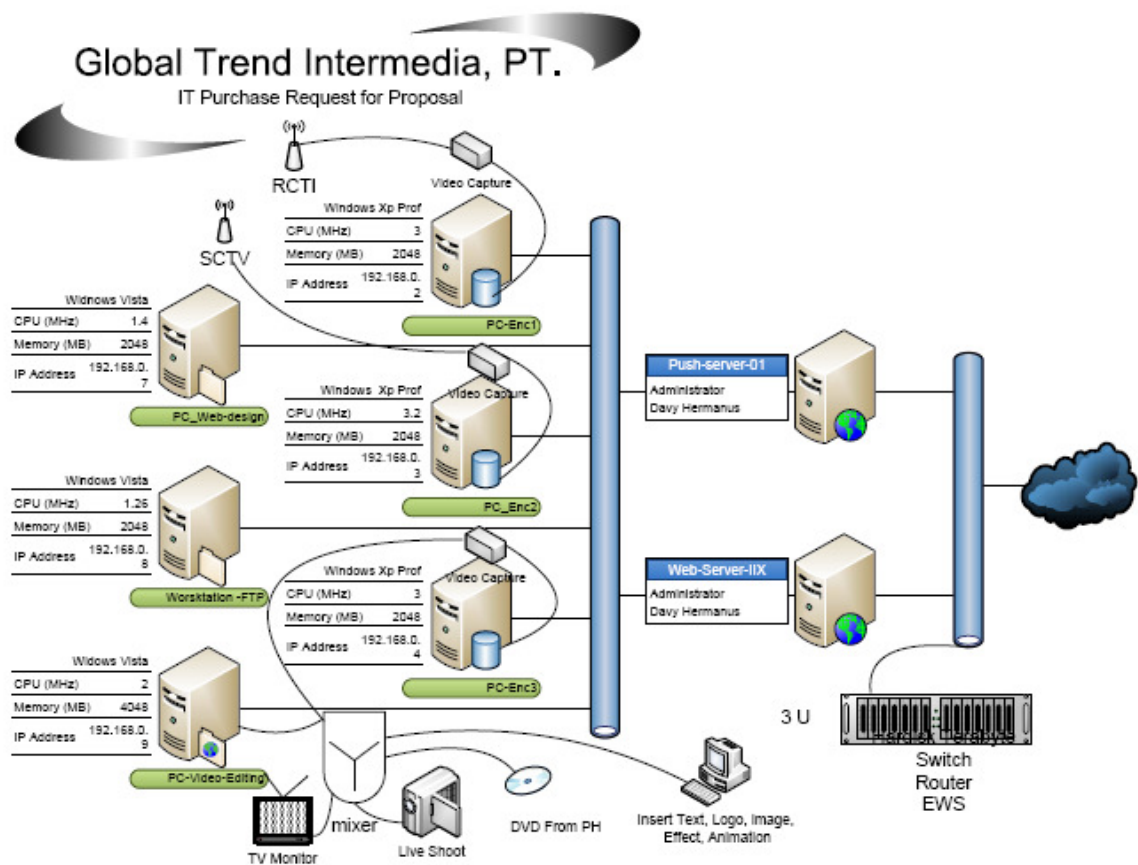 Global Trend Intermedia, PT.
IT Purchase Request for Proposal
RCTI
Video Capture
SCTV
Windows Xp Prof
CPU (MHz) 3
Memory (MB) 2048
IP Address 192.168.0.
2
PC-Enc1
Widnows Vista
CPU (MHz) 1.4
Memory (MB) 2048
IP Address 192.168.0.
7
PC_Web-design
Video Capture
Windows Xp Prof
CPU (MHz) 3.2
Memory (MB) 2048
IP Address 192.168.0.
3
PC_Enc2
Push-server-01
Administrator
Davy Hermanus
Windows Vista
CPU (MHz) 1.26
Memory (MB) 2048
IP Address 192.168.0.
8
Worsktation -FTP
Video Capture
Windows Xp Prof
CPU (MHz) 3
Memory (MB) 2048
IP Address 192.168.0.
4
PC-Enc3
Web-Server-IIX
Administrator
Davy Hermanus
Widows Vista
CPU (MHz) 2
Memory (MB) 4048
IP Address 192.168.0.
9
PC-Video-Editing
3 U
Switch
Router
EWS
TV Monitor
mixer
Live Shoot
DVD From PH
Insert Text, Logo, Image,
Effect, Animation